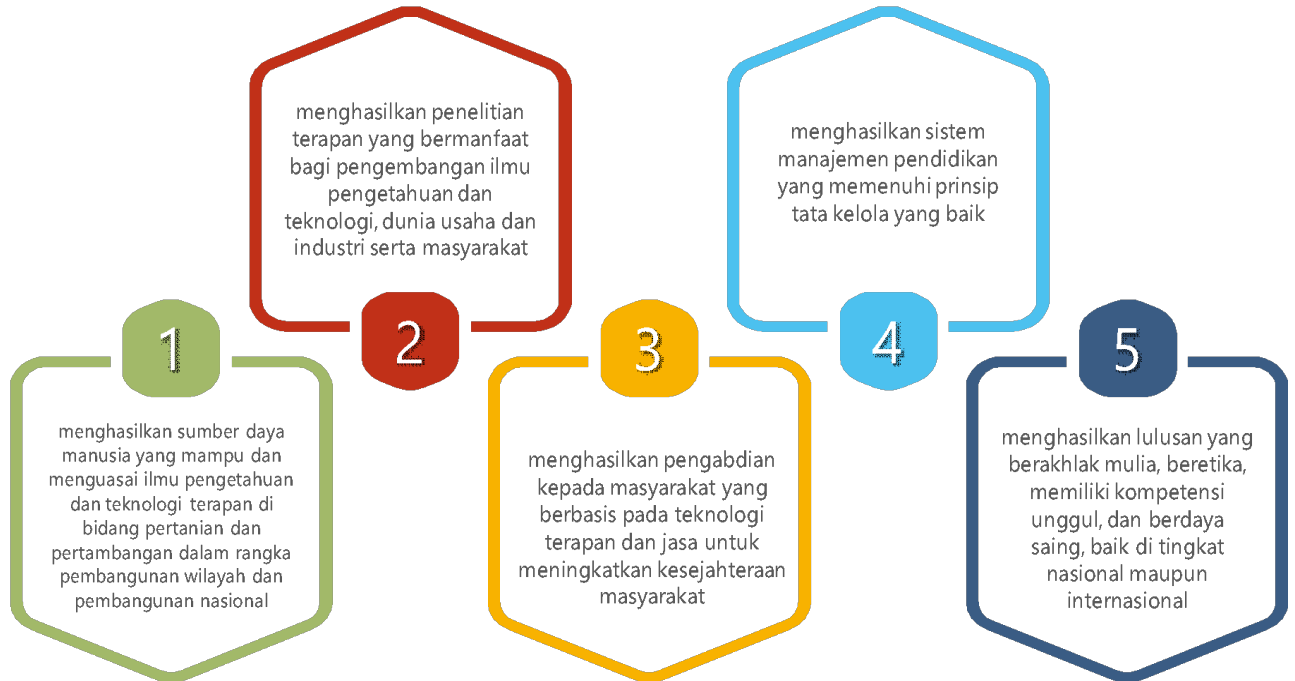 1
menghasilkan sumber daya
manusia yang mampu dan
menguasai ilmu pengetahuan
dan teknologi terapan di
bidang pertanian dan
pertambangan dalam rangka
pembangunan wilayah dan
pembangunan nasional
menghasilkan penelitian
terapan yang bermanfaat
bagi pengembangan ilmu
pengetahuan dan
teknologi, dunia usaha dan
industri serta masyarakat
2
3
menghasilkan pengabdian
kepada masyarakat yang
berbasis pada teknologi
terapan dan jasa untuk
meningkatkan kesejahteraan
masyarakat
menghasilkan sistem
manajemen pendidikan
yang memenuhi prinsip
tata kelola yang baik
4
5
menghasilkan lulusan yang
berakhlak mulia, beretika,
memiliki kompetensi
unggul, dan berdaya
saing, baik di tingkat
nasional maupun
internasional